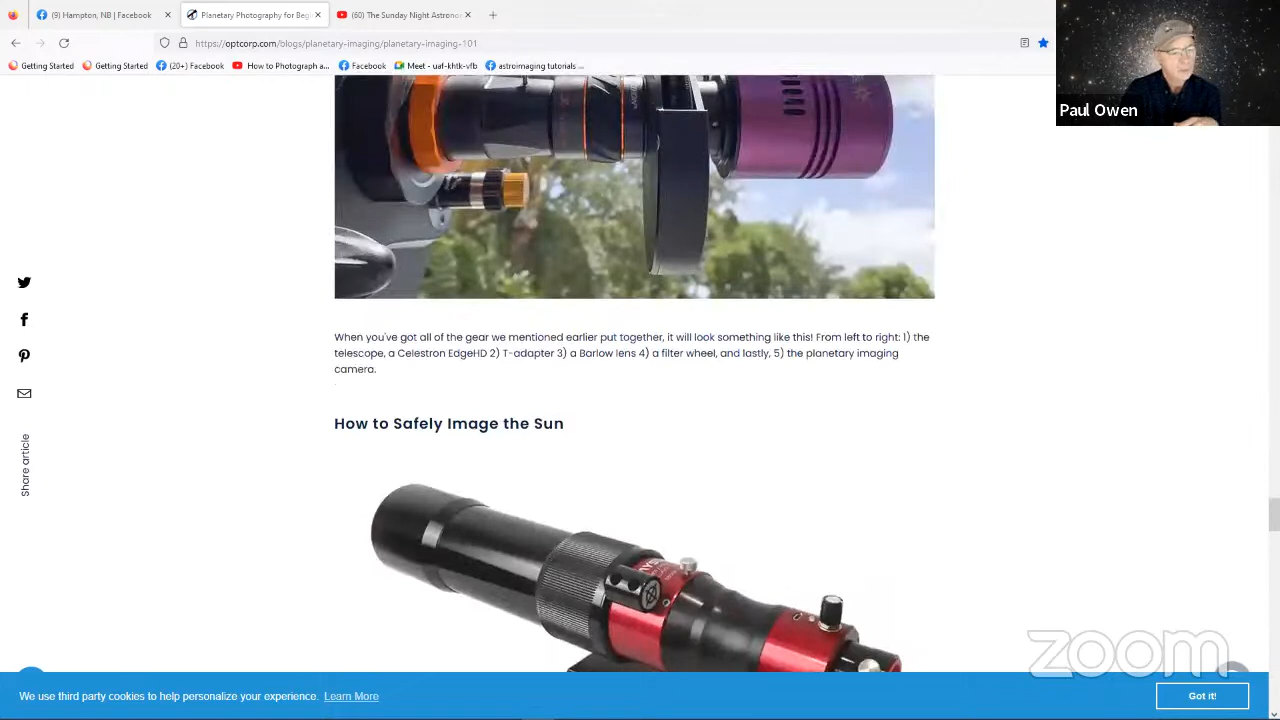 (9) Hampton, NB | Facebook
Planetary Photography for Begi
(60) The Sunday Night Astrono
https://optcorp.com/blogs/planetary-imaging/planetary-imaging-101
Getting Started
Getting Started
(20+) Facebook
How to Photograph a...
Facebook
Meet - uaf-khtk-vfb
astroimaging tutorials ...
Paul Owen
When you've got all of the gear we mentioned earlier put together, it will look something like this! From left to right: 1) the
telescope, a Celestron EdgeHD 2) T-adapter 3) a Barlow lens 4) a filter wheel, and lastly, 5) the planetary imaging
camera.
Share article
How to Safely Image the Sun
zoom
We use third party cookies to help personalize your experience. Learn More
Got it!